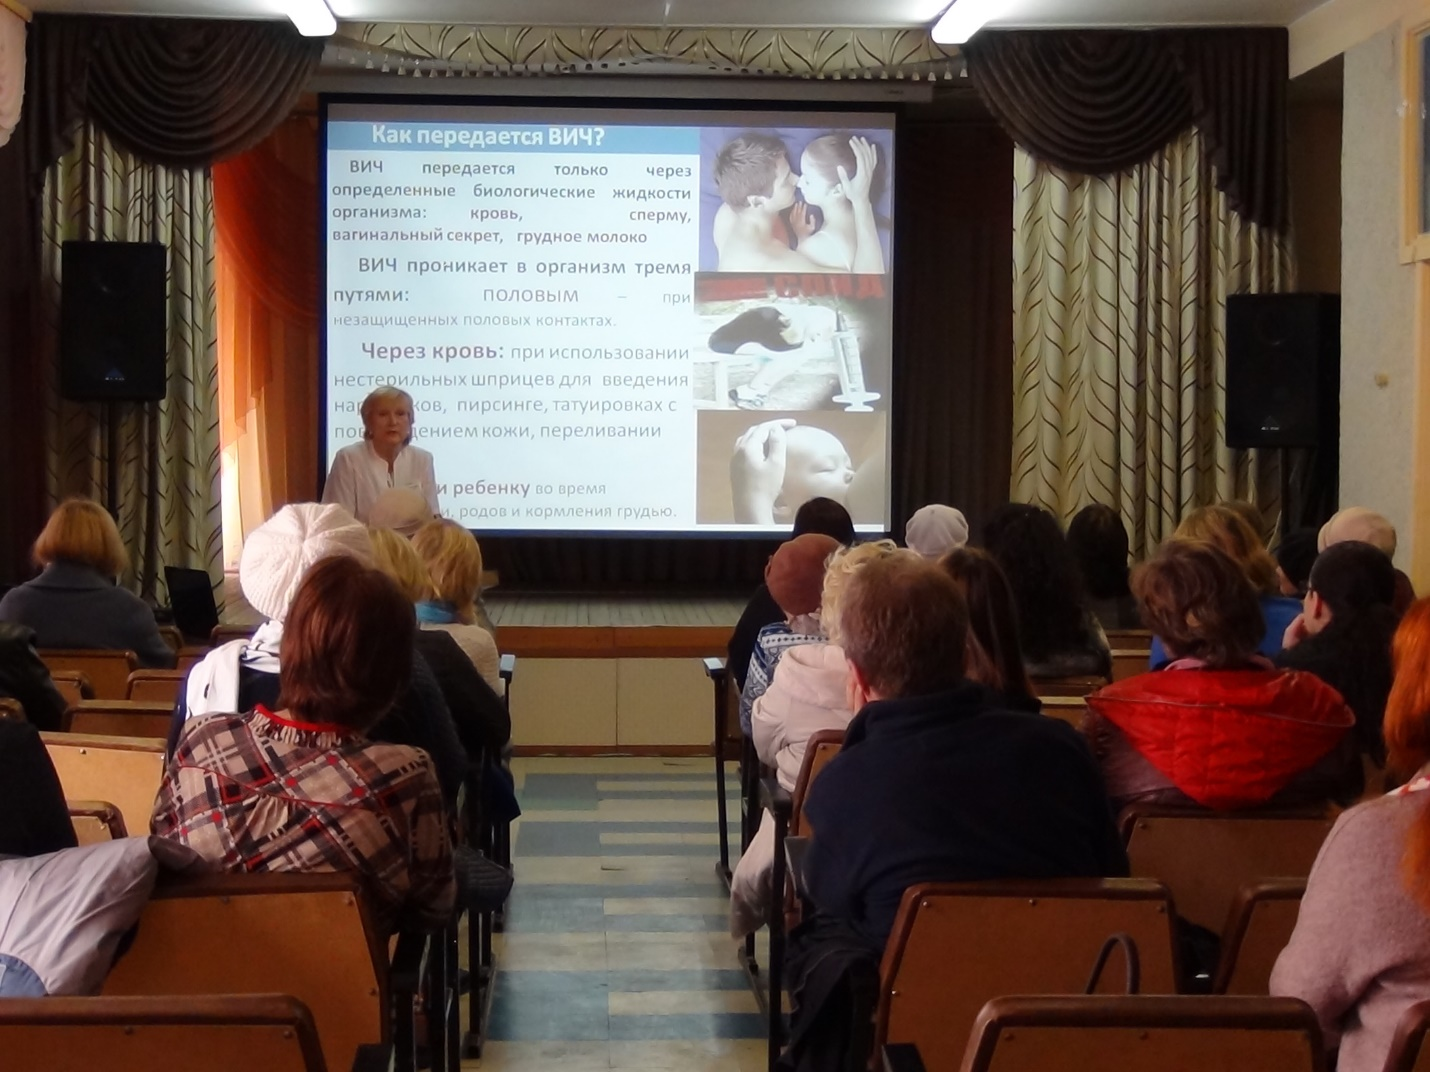 Как передается ВИЧ?
ВИЧ передается только через
определенные биологические жидкости
организма: кровь, сперму,
вагинальный секрет, грудное молоко
ВИЧ проникает в организм тремя
путями: ПОЛОВЫМ – при
незащищенных половых контактах.
Через кровь: при использовании
нестерильных шприцев для введения
пирсинге, татуировках с
кожи, переливании
и ребенку во время
родов и кормления грудью.
СПИД